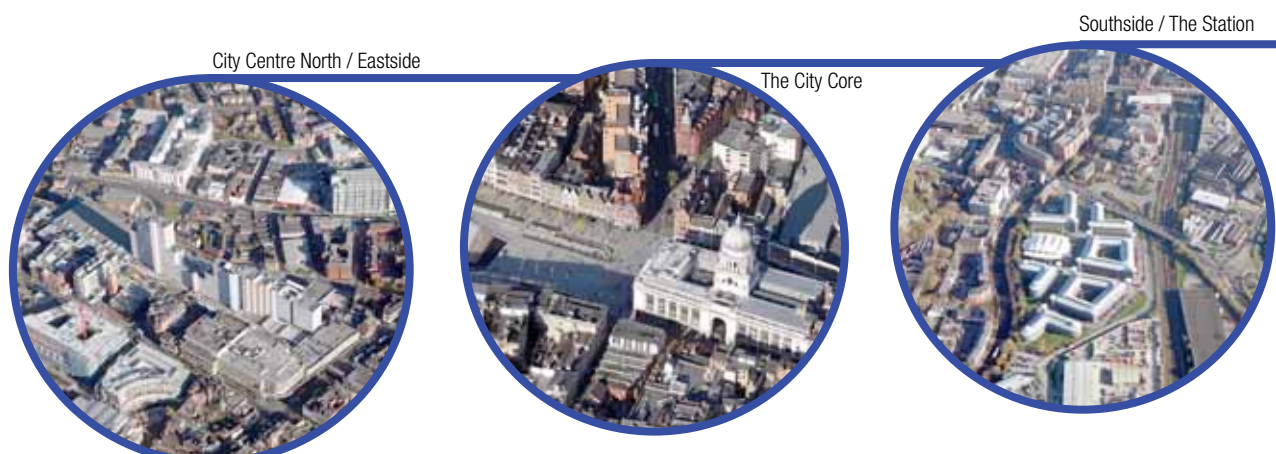 City Centre North / Eastside
The City Core
Southside / The Station